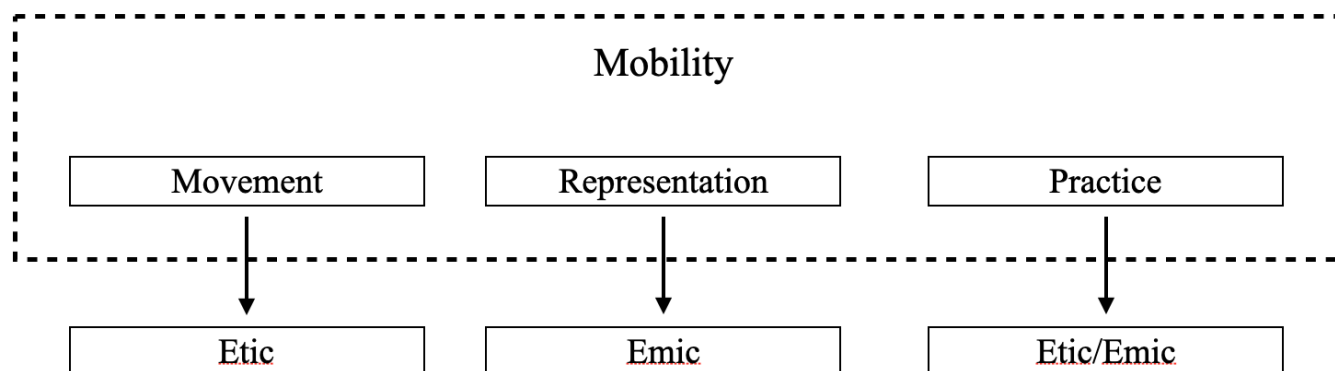 Mobility
Movement
Representation
Practice
Etic
Emic
Etic/Emic